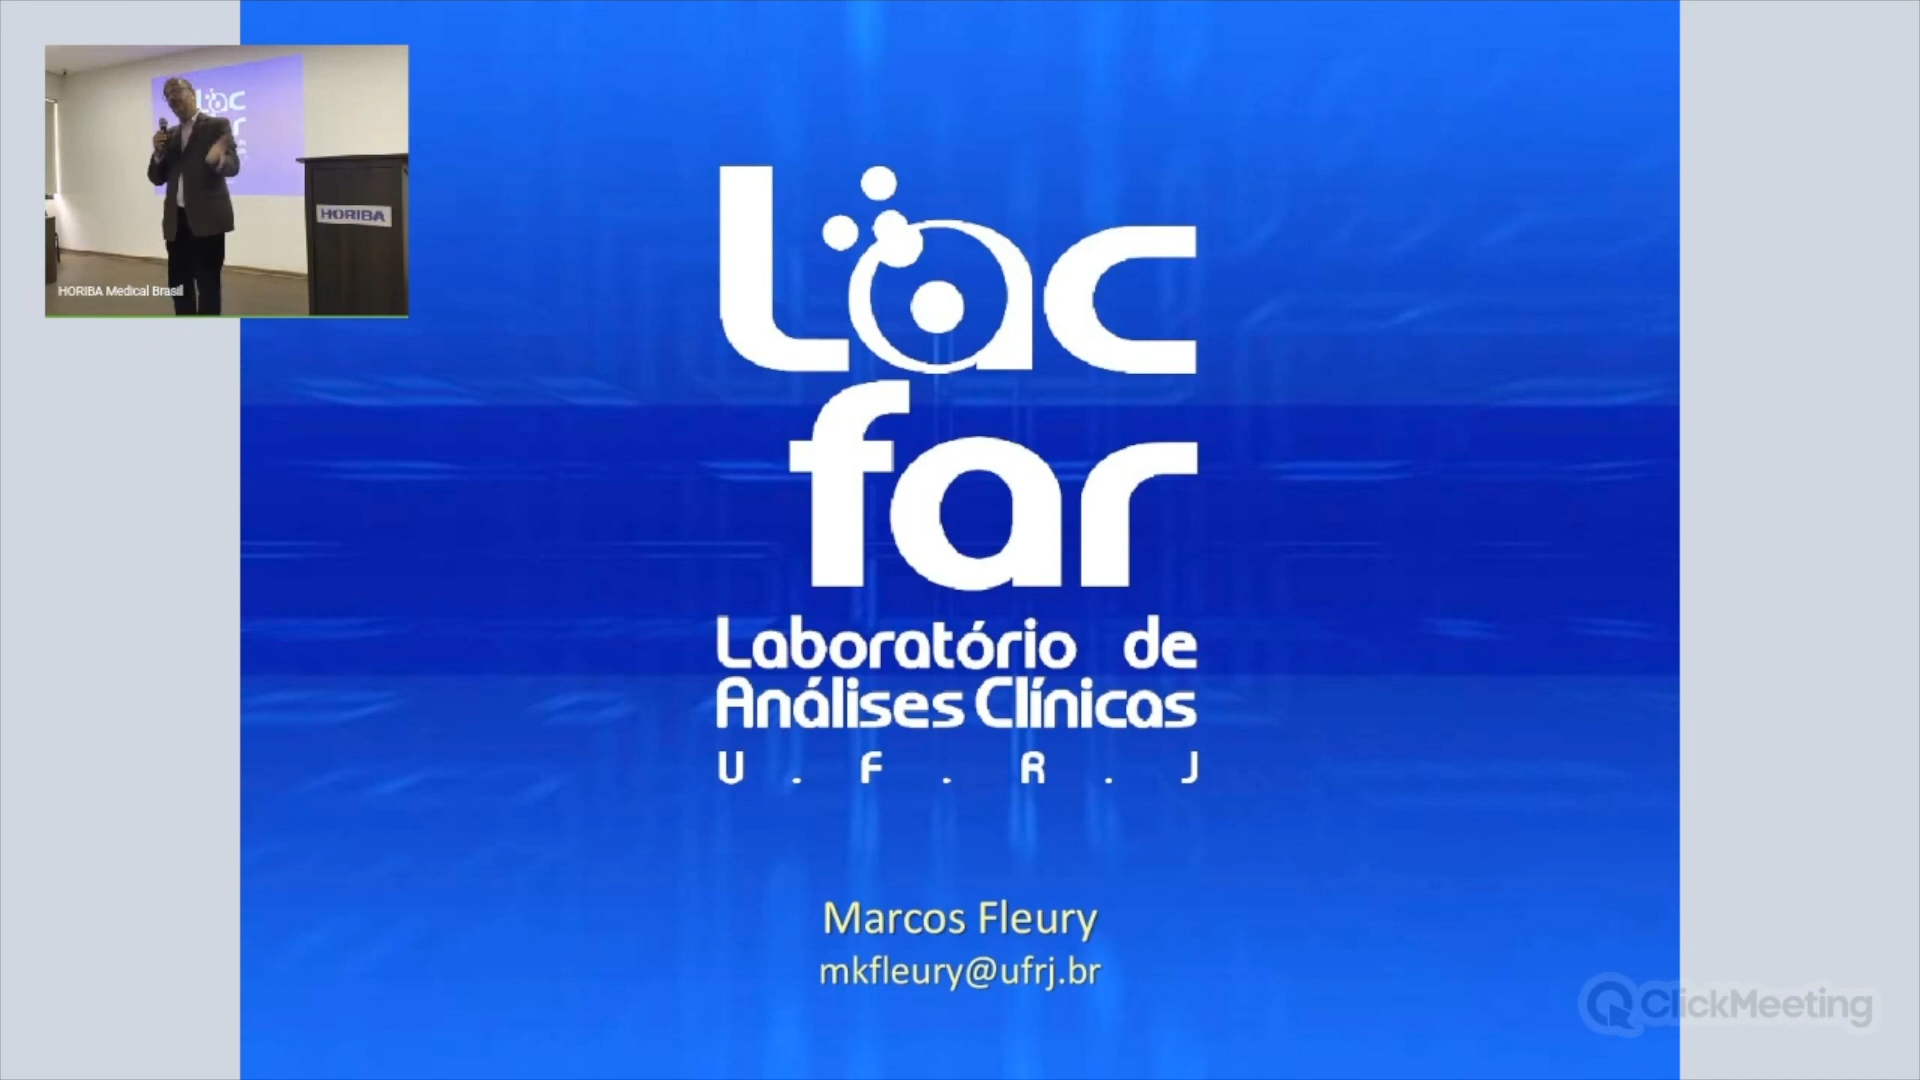 Lac
far
Laboratório de
Análises Clínicas
U . F . R . J
Marcos Fleury
mkfleury@ufrj.br
HORIBA
HORIBA Medical Brasil
ClickMeeting